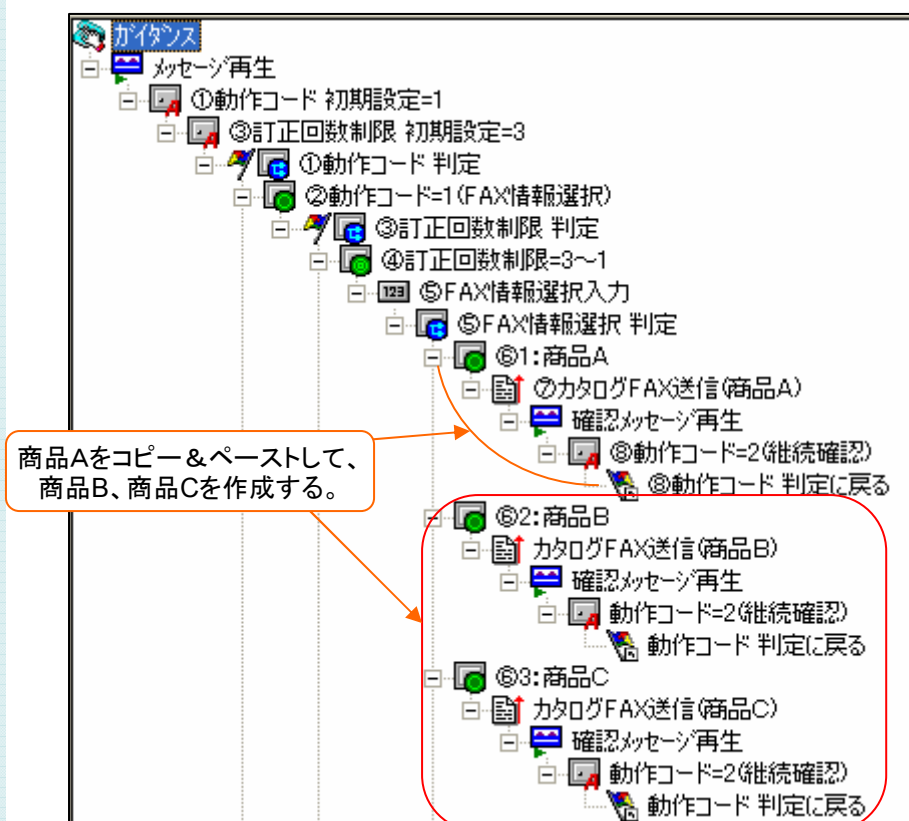 ガイダンス
メッセージ再生
①動作コード 初期設定=1
③訂正回数制限 初期設定=3
①動作コード 判定
②動作コード=1(FAX情報選択)
③訂正回数制限 判定
④訂正回数制限=3～1
123 ⑤FAX情報選択入力
⑤FAX情報選択 判定
⑥1:商品A
⑦カタログFAX送信(商品A)
確認メッセージ再生
⑧動作コード=2(継続確認)
⑧動作コード 判定に戻る
商品Aをコピー＆ペーストして、
商品B、商品Cを作成する。
⑥2:商品B
カタログFAX送信(商品B)
確認メッセージ再生
動作コード=2(継続確認)
動作コード 判定に戻る
⑥3:商品C
カタログFAX送信(商品C)
確認メッセージ再生
動作コード=2(継続確認)
動作コード 判定に戻る